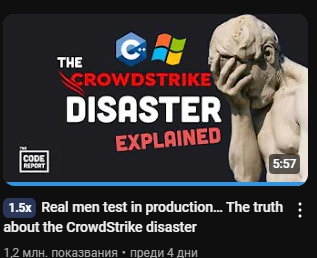 THE
CROWDSTRIKE
DISASTER
EXPLAINED
THE
CODE
REPORT
5:57
1.5x Real men test in production... The truth
about the CrowdStrike disaster
1,2 млн. показвания • преди 4 дни